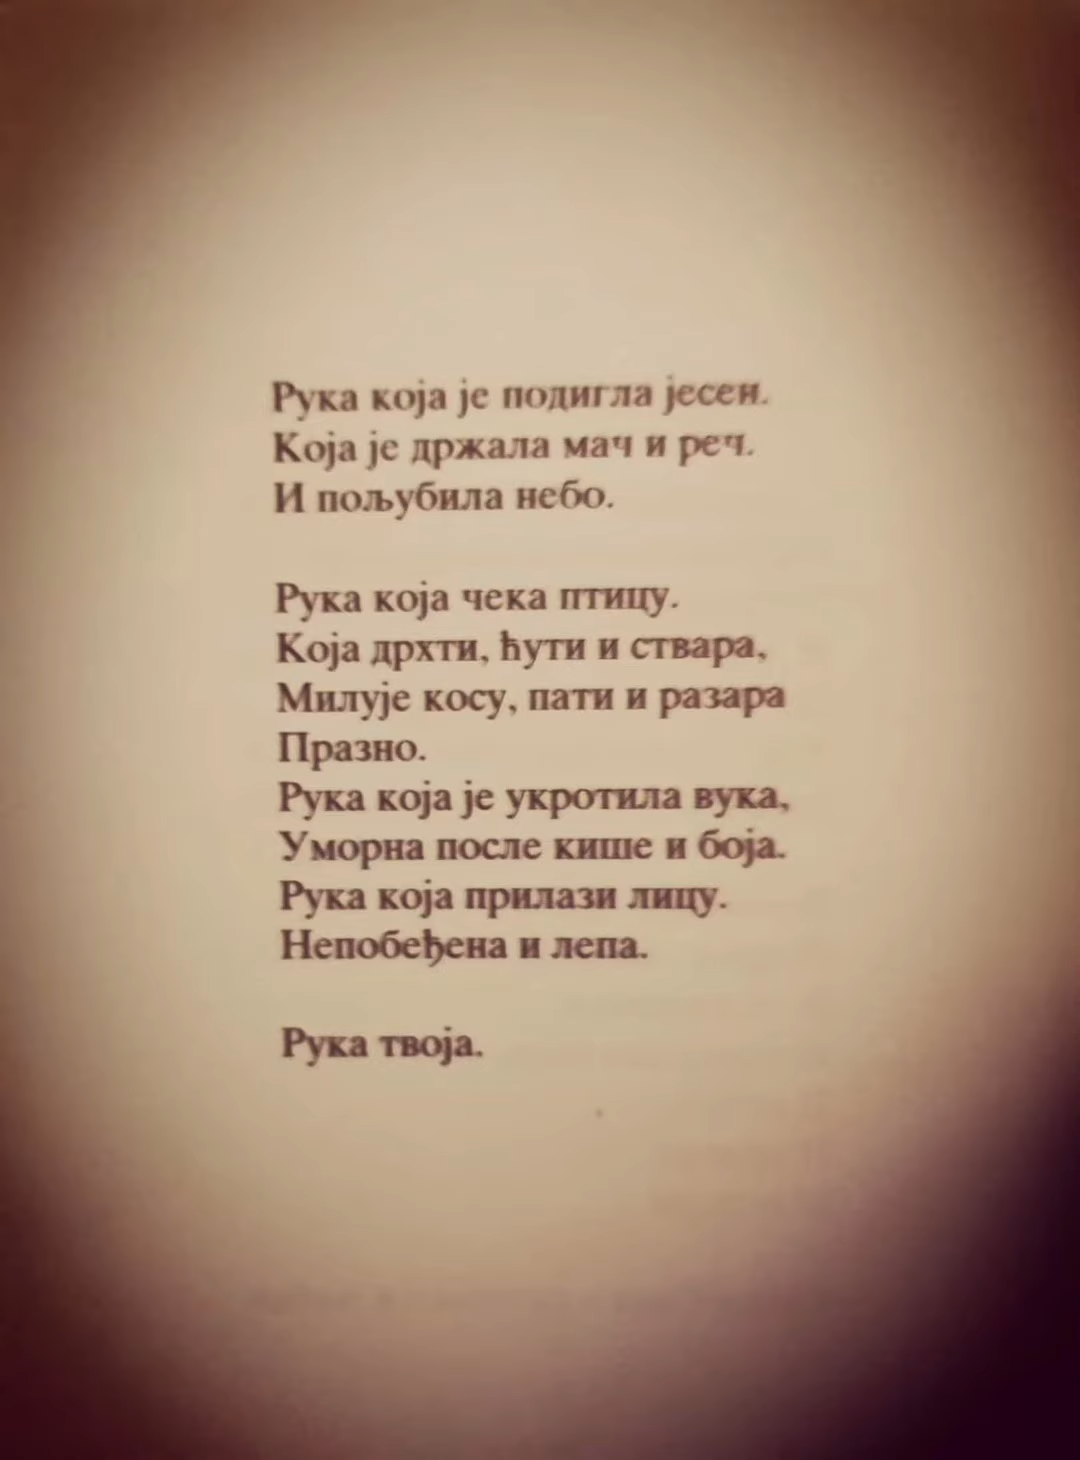 Рука која је подигла јесен.
Која је држала мач и реч.
И пољубила небо.
Рука која чека птицу.
Која дрхти, ћути и ствара,
Милује косу, пати и разара
Празно.
Рука која је укротила вука,
Уморна после кише и боја.
Рука која прилази лицу.
Непобеђена и лепа.
Рука твоја.